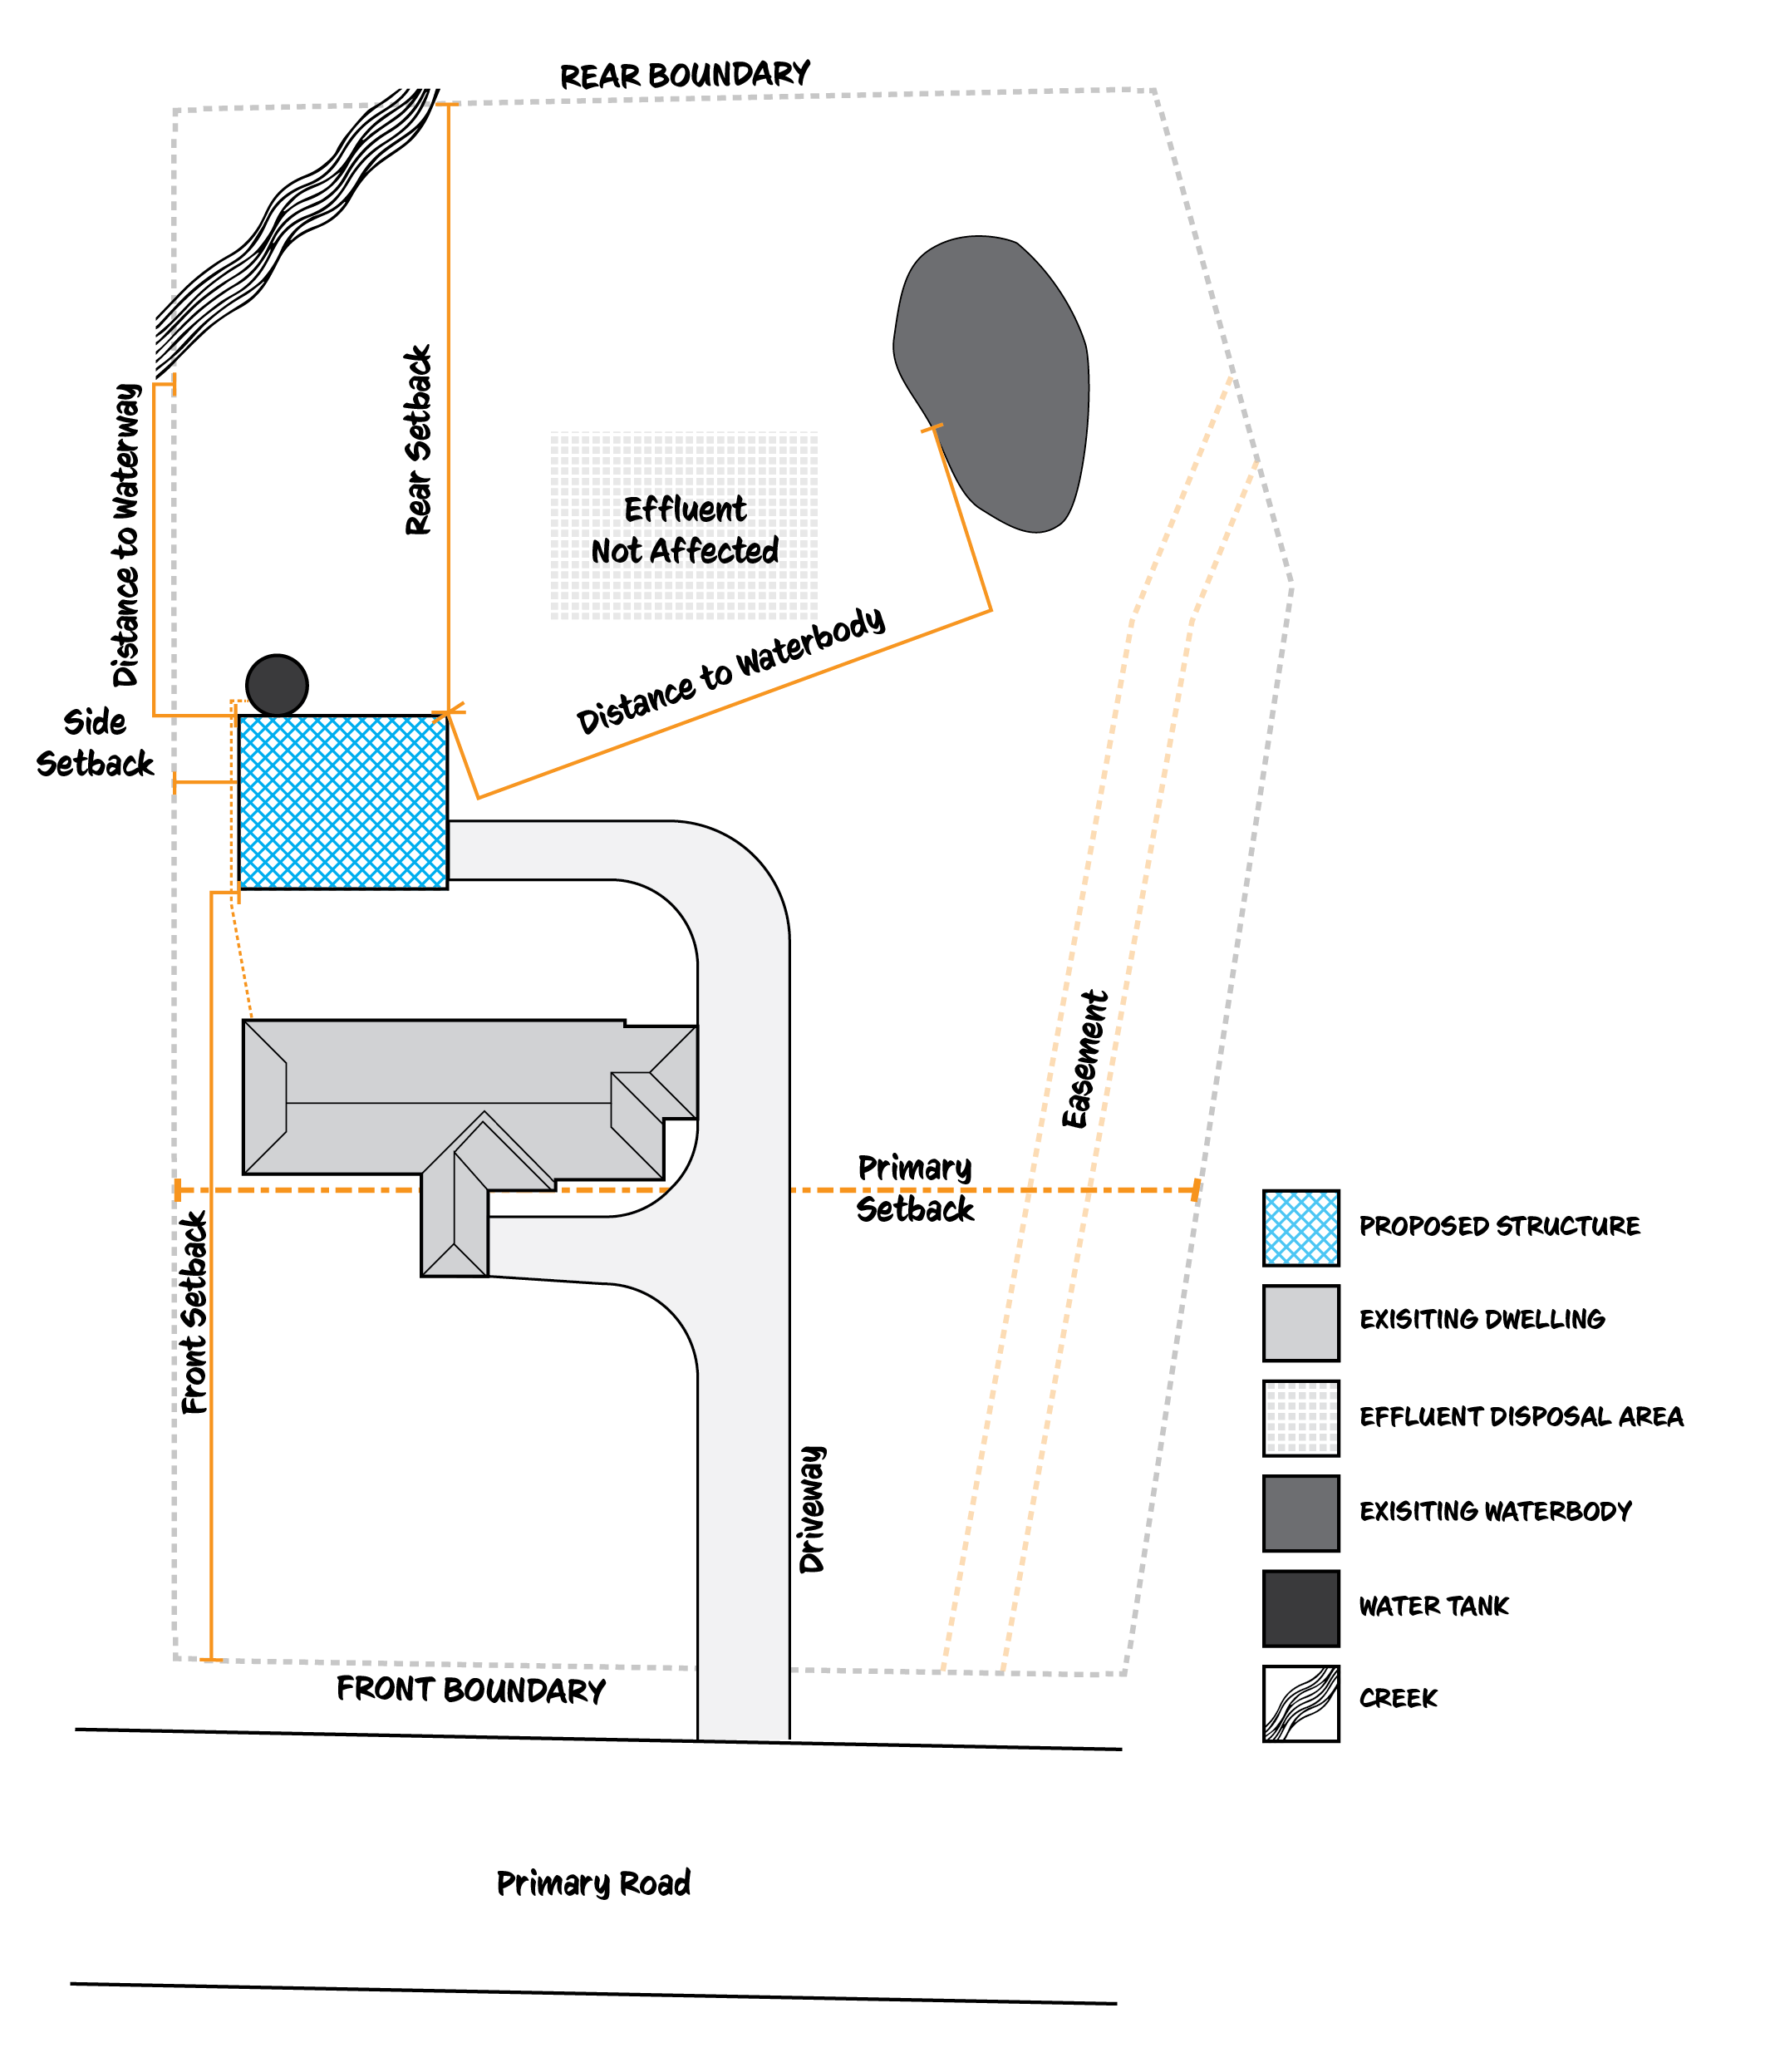 REAR BOUNDARY
Distance to Waterway
Rear Setback
Effluent
Not Affected
Distance to Waterbody
Side
Setback
Easement
Primary
Setback
Front Setback
Driveway
FRONT BOUNDARY
Primary Road
PROPOSED STRUCTURE
EXISITING DWELLING
EFFLUENT DISPOSAL AREA
EXISITING WATERBODY
WATER TANK
CREEK